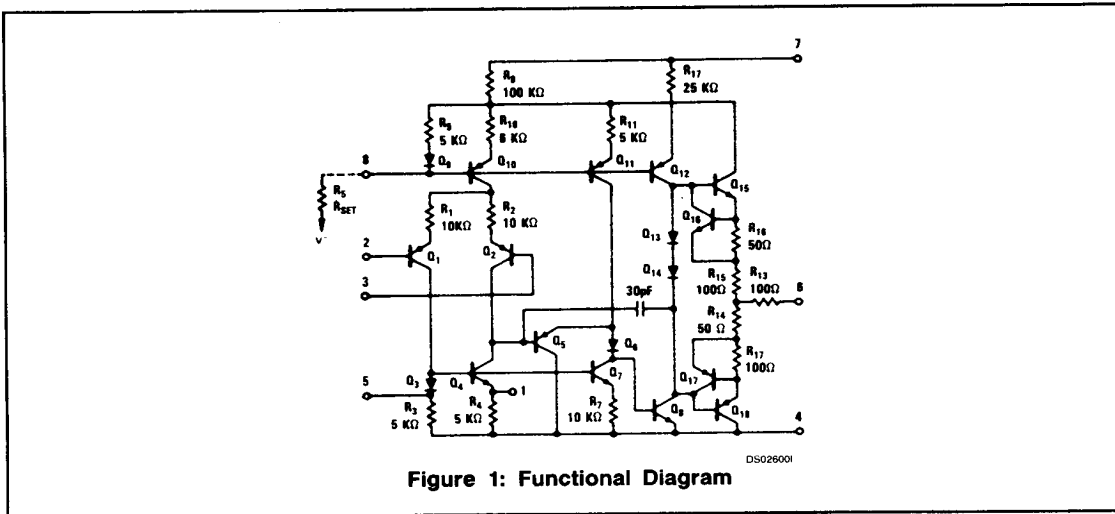 7
R9
100 KΩ
R17
25 KΩ
5 KΩ
R10
6 KΩ
R11
5 KΩ
8
Q9
Q10
Q11
Q12
Q15
R5
RSET
V-
R1
10KΩ
R2
10 KΩ
Q16
R16
50Ω
2
Q1
Q2
Q13
3
Q14
R15
100Ω
R13
100Ω
6
30pF
R14
50 Ω
Q5
Q6
R17
100Ω
Q17
5
Q3
Q4
1
Q7
R3
5 KΩ
R4
5 KΩ
R7
10 KΩ
Q18
4
DS02600I
Figure 1: Functional Diagram